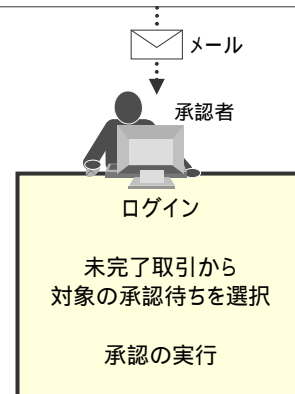 メール
承認者
ログイン
未完了取引から
対象の承認待ちを選択
承認の実行